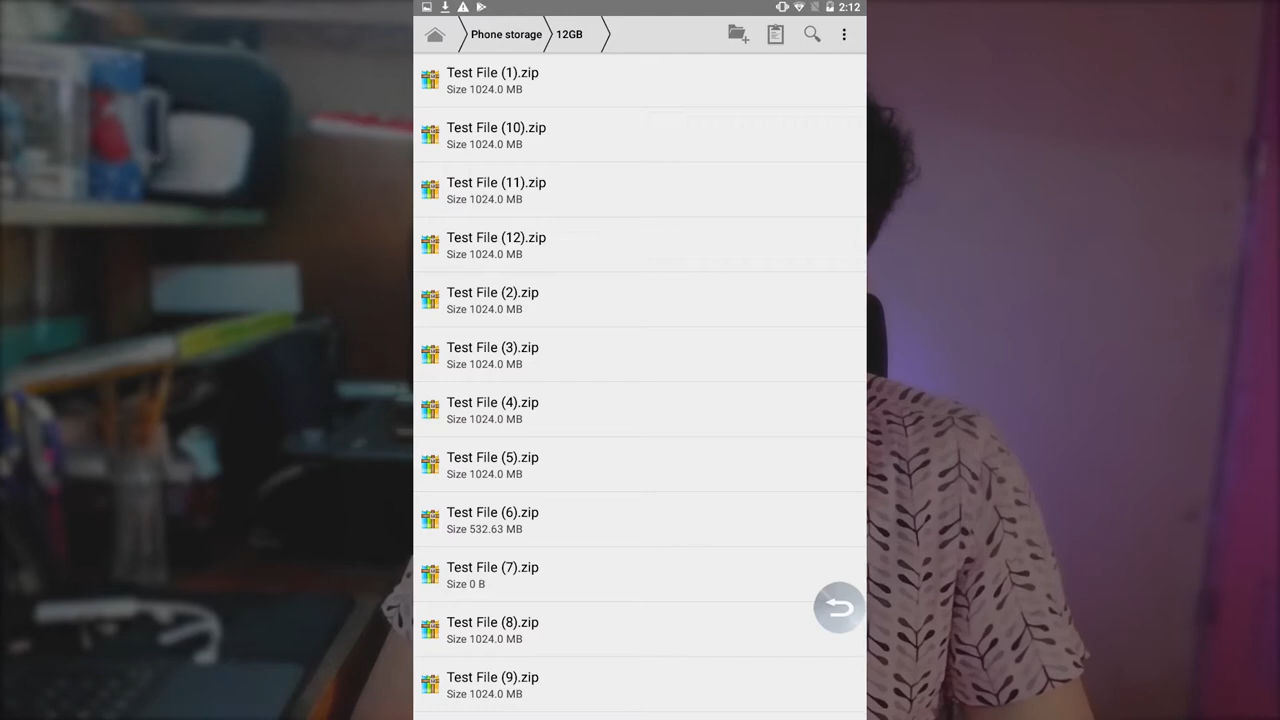 2:12
Phone storage 12GB
Test File (1).zip
Size 1024.0 MB
Test File (10).zip
Size 1024.0 MB
Test File (11).zip
Size 1024.0 MB
Test File (12).zip
Size 1024.0 MB
Test File (2).zip
Size 1024.0 MB
Test File (3).zip
Size 1024.0 MB
Test File (4).zip
Size 1024.0 MB
Test File (5).zip
Size 1024.0 MB
Test File (6).zip
Size 532.63 MB
Test File (7).zip
Size 0 B
Test File (8).zip
Size 1024.0 MB
Test File (9).zip
Size 1024.0 MB